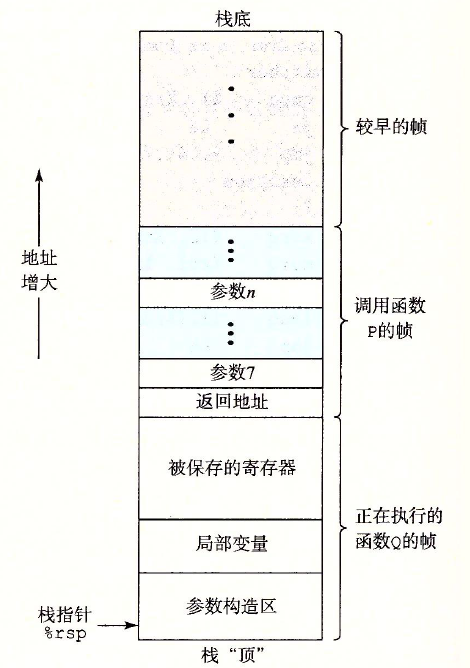 栈底
较早的帧
地址
增大
参数n
调用函数
P的帧
参数7
返回地址
被保存的寄存器
正在执行的
函数Q的帧
局部变量
参数构造区
栈指针
%rsp
栈“顶”